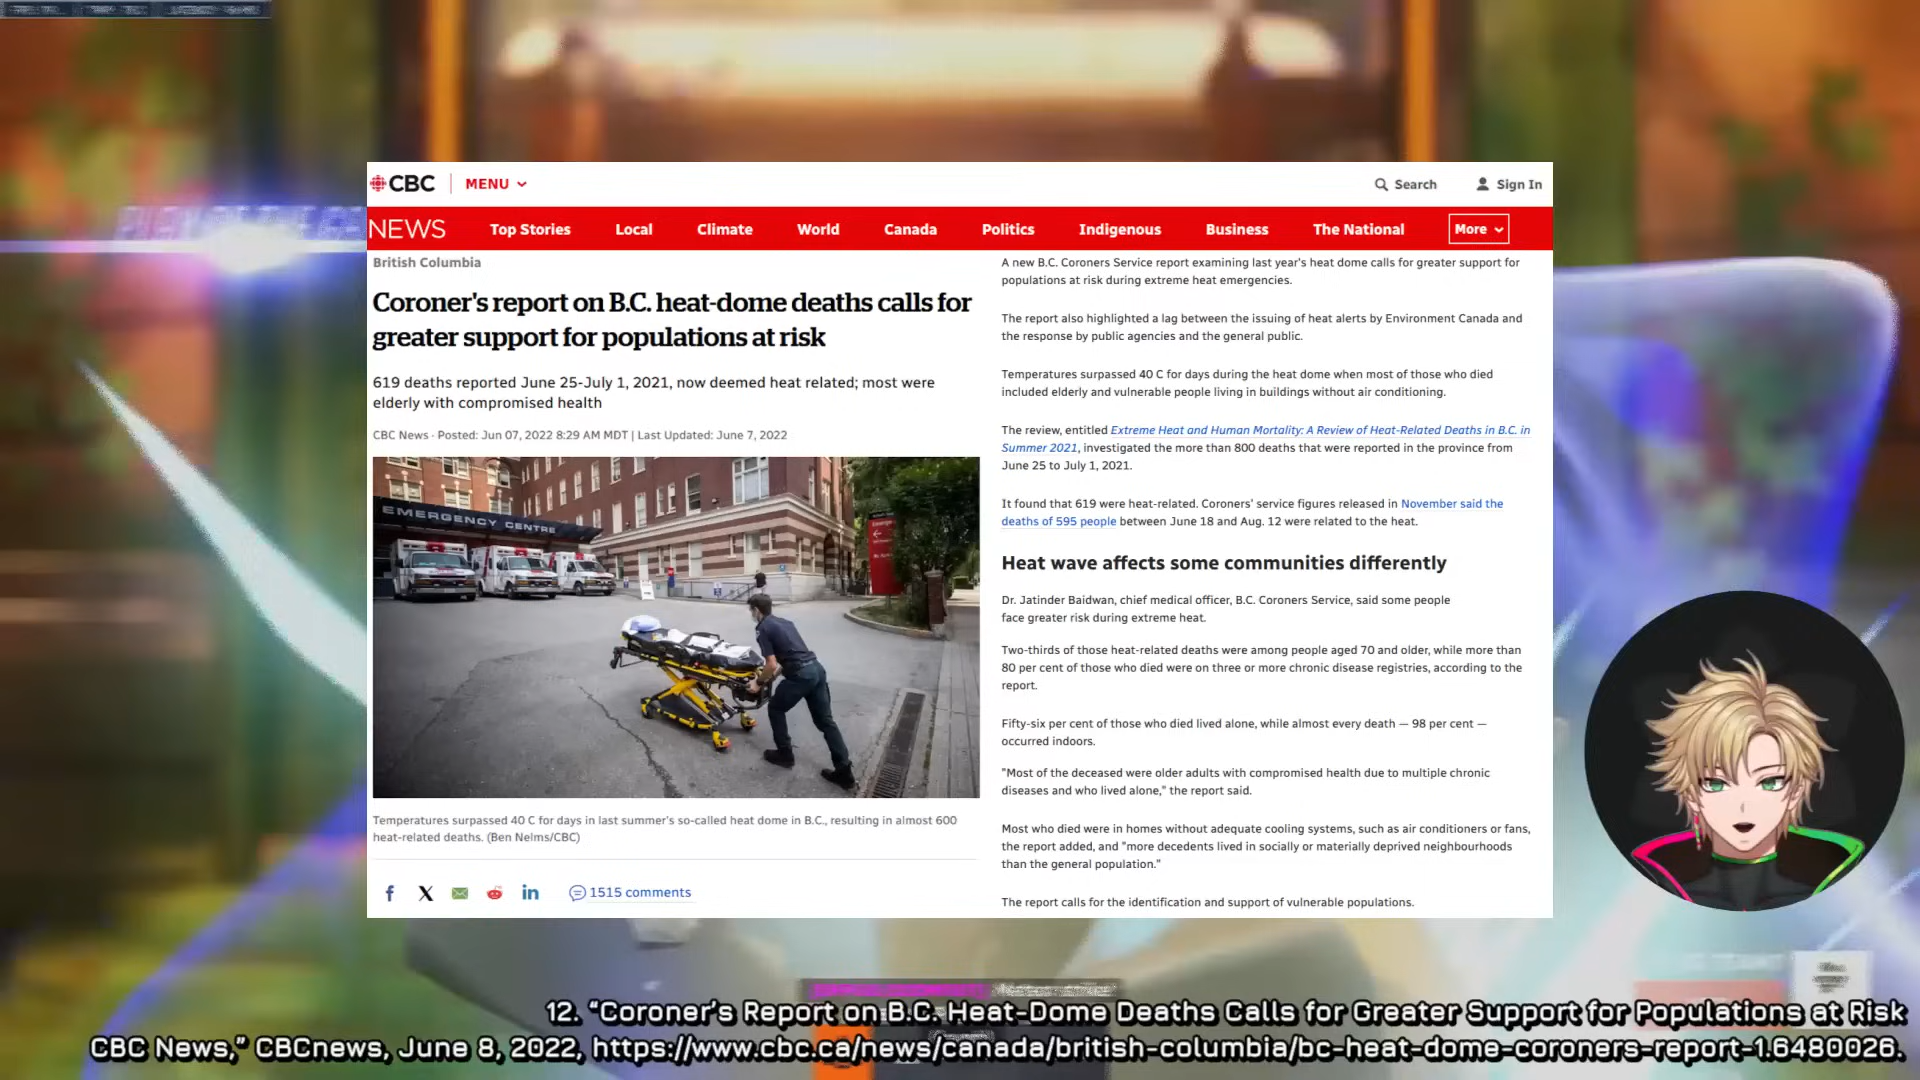 CBC
MENU
Search
Sign In
NEWS
Top Stories
Local
Climate
World
Canada
Politics
Indigenous
Business
The National
More
British Columbia
Coroner's report on B.C. heat-dome deaths calls for
greater support for populations at risk
619 deaths reported June 25-July 1, 2021, now deemed heat related; most were
elderly with compromised health
CBC News · Posted: Jun 07, 2022 8:29 AM MDT | Last Updated: June 7, 2022
EMERGENCY CENTRE
Temperatures surpassed 40 C for days in last summer's so-called heat dome in B.C., resulting in almost 600
heat-related deaths. (Ben Nelms/CBC)
1515 comments
A new B.C. Coroners Service report examining last year's heat dome calls for greater support for
populations at risk during extreme heat emergencies.
The report also highlighted a lag between the issuing of heat alerts by Environment Canada and
the response by public agencies and the general public.
Temperatures surpassed 40 C for days during the heat dome when most of those who died
included elderly and vulnerable people living in buildings without air conditioning.
The review, entitled Extreme Heat and Human Mortality: A Review of Heat-Related Deaths in B.C. in
Summer 2021, investigated the more than 800 deaths that were reported in the province from
June 25 to July 1, 2021.
It found that 619 were heat-related. Coroners' service figures released in November said the
deaths of 595 people between June 18 and Aug. 12 were related to the heat.
Heat wave affects some communities differently
Dr. Jatinder Baidwan, chief medical officer, B.C. Coroners Service, said some people
face greater risk during extreme heat.
Two-thirds of those heat-related deaths were among people aged 70 and older, while more than
80 per cent of those who died were on three or more chronic disease registries, according to the
report.
Fifty-six per cent of those who died lived alone, while almost every death — 98 per cent —
occurred indoors.
"Most of the deceased were older adults with compromised health due to multiple chronic
diseases and who lived alone," the report said.
Most who died were in homes without adequate cooling systems, such as air conditioners or fans,
the report added, and "more decedents lived in socially or materially deprived neighbourhoods
than the general population."
The report calls for the identification and support of vulnerable populations.
12. “Coroner’s Report on B.C. Heat-Dome Deaths Calls for Greater Support for Populations at Risk
CBC News,” CBCnews, June 8, 2022, https://www.cbc.ca/news/canada/british-columbia/bc-heat-dome-coroners-report-1.6480026.